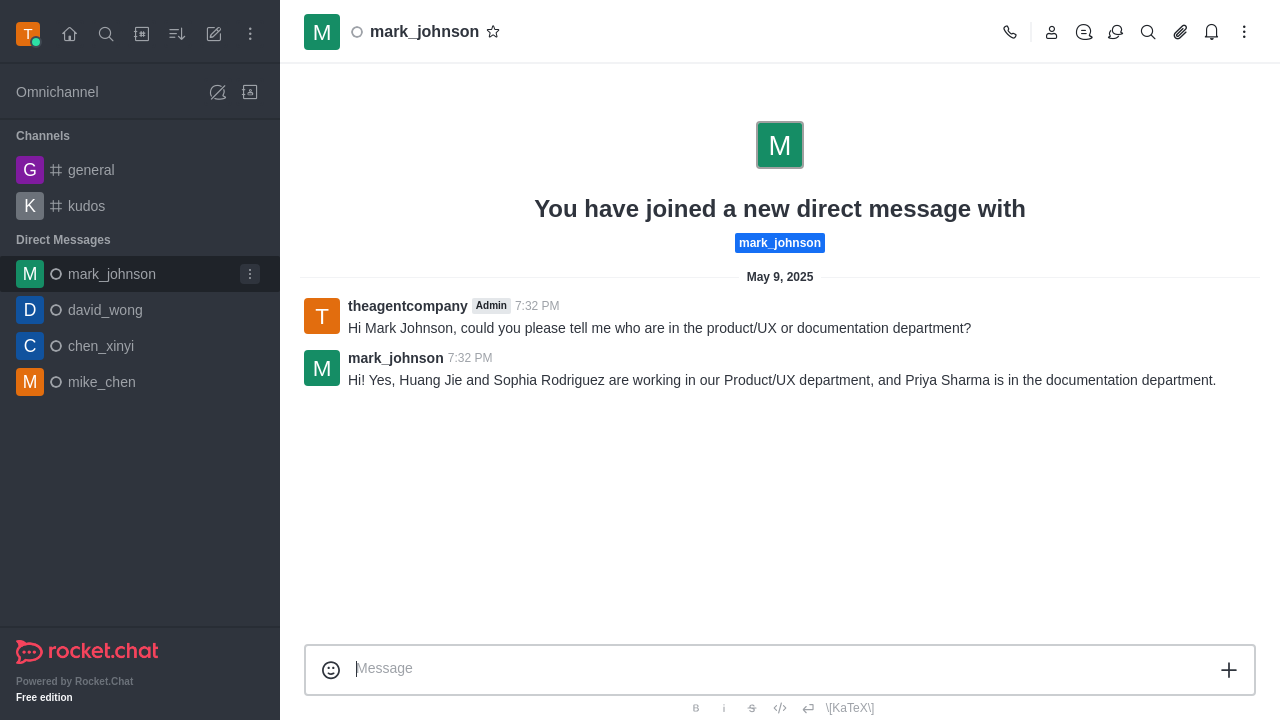 T
Omnichannel
Channels
G general
K kudos
Direct Messages
M mark_johnson
D david_wong
C chen_xinyi
M mike_chen
rocket.chat
Powered by Rocket.Chat
Free edition
M mark_johnson
M
You have joined a new direct message with
mark_johnson
May 9, 2025
T theagentcompany Admin 7:32 PM
Hi Mark Johnson, could you please tell me who are in the product/UX or documentation department?
M mark_johnson 7:32 PM
Hi! Yes, Huang Jie and Sophia Rodriguez are working in our Product/UX department, and Priya Sharma is in the documentation department.
Message
B i S </> \[KaTeX\]